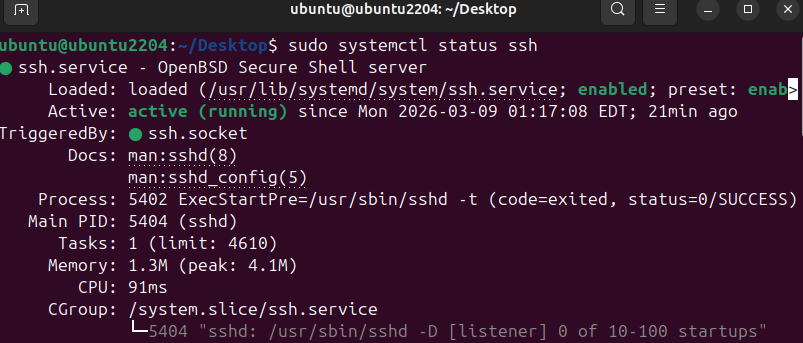 ubuntu@ubuntu2204: ~/Desktop
ubuntu@ubuntu2204:~/Desktop$ sudo systemctl status ssh
● ssh.service - OpenBSD Secure Shell server
Loaded: loaded (/usr/lib/systemd/system/ssh.service; enabled; preset: enab>
Active: active (running) since Mon 2026-03-09 01:17:08 EDT; 21min ago
TriggeredBy: ● ssh.socket
Docs: man:sshd(8)
man:sshd_config(5)
Process: 5402 ExecStartPre=/usr/sbin/sshd -t (code=exited, status=0/SUCCESS)
Main PID: 5404 (sshd)
Tasks: 1 (limit: 4610)
Memory: 1.3M (peak: 4.1M)
CPU: 91ms
CGroup: /system.slice/ssh.service
└─5404 "sshd: /usr/sbin/sshd -D [listener] 0 of 10-100 startups"